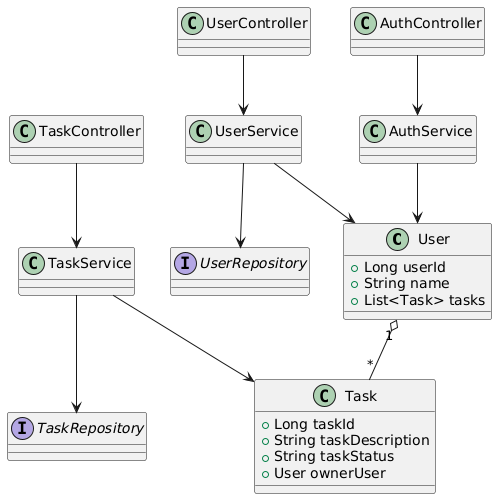 C UserController
C AuthController
C TaskController
C UserService
C AuthService
C User
Long userId
String name
List<Task> tasks
C TaskService
I UserRepository
1
*
C Task
Long taskId
String taskDescription
String taskStatus
User ownerUser
I TaskRepository